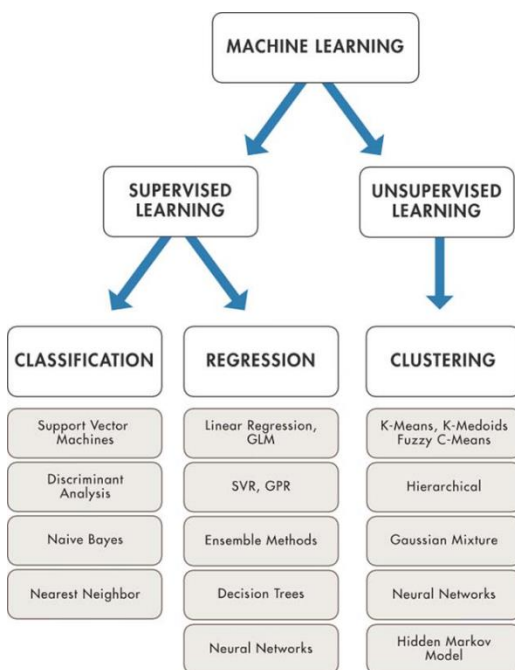 MACHINE LEARNING
SUPERVISED
LEARNING
UNSUPERVISED
LEARNING
CLASSIFICATION
Support Vector
Machines
Discriminant
Analysis
Naive Bayes
Nearest Neighbor
REGRESSION
Linear Regression,
GLM
SVR, GPR
Ensemble Methods
Decision Trees
Neural Networks
CLUSTERING
K-Means, K-Medoids
Fuzzy C-Means
Hierarchical
Gaussian Mixture
Neural Networks
Hidden Markov
Model